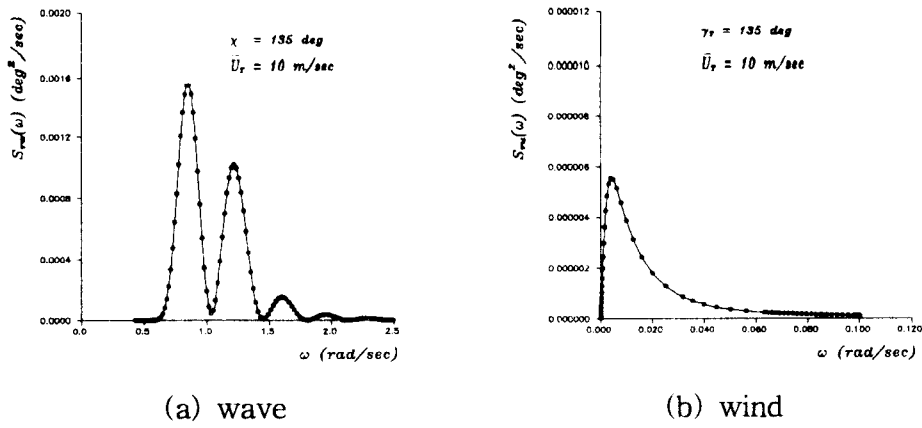 0.0020
0.0016
0.0012
0.0008
0.0004
0.0000
(deg²/sec)
χ = 135 deg
Ū_T = 10 m/sec
0.0 0.5 1.0 1.5 2.0 2.5
ω (rad/sec)
(a) wave
0.000012
0.000010
0.000008
0.000006
0.000004
0.000002
0.000000
(deg²/sec)
γ_T = 135 deg
Ū_T = 10 m/sec
0.000 0.020 0.040 0.060 0.080 0.100 0.120
ω (rad/sec)
(b) wind